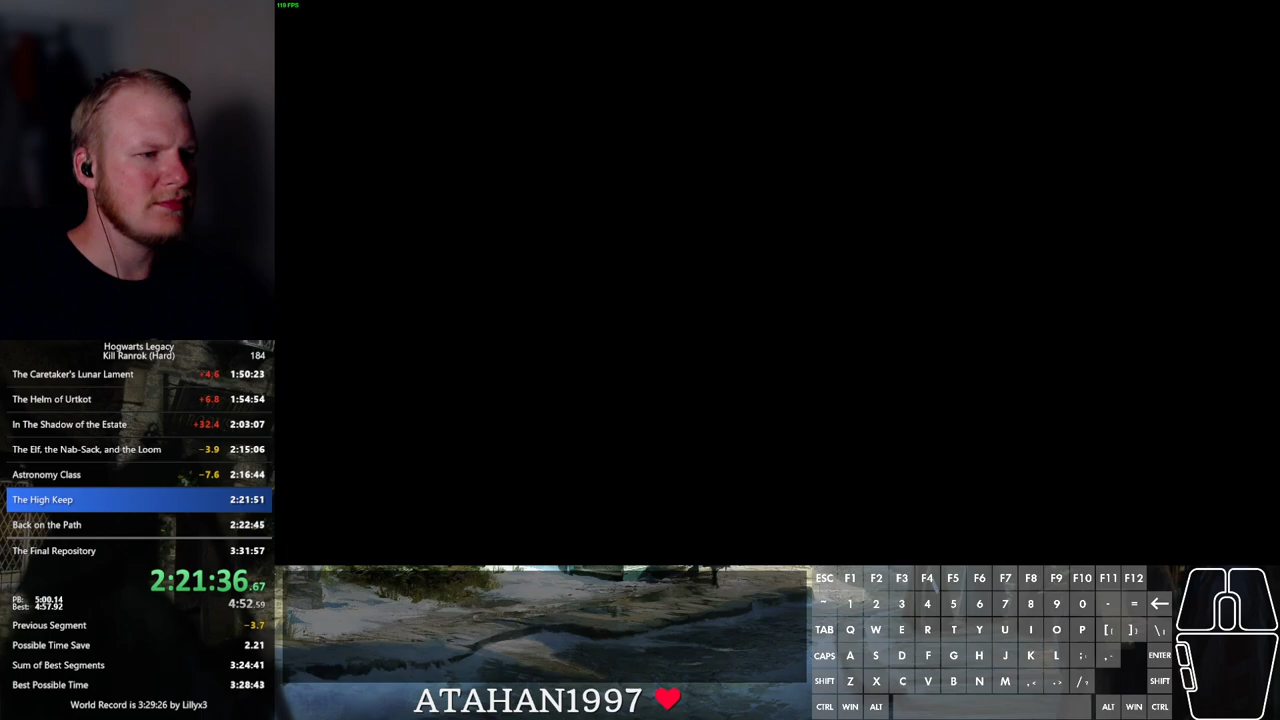 119 FPS
Hogwarts Legacy
Kill Ranrok (Hard) 184
The Caretaker's Lunar Lament +4.6 1:50:23
The Helm of Urtkot +6.8 1:54:54
In The Shadow of the Estate +32.4 2:03:07
The Elf, the Nab-Sack, and the Loom -3.9 2:15:06
Astronomy Class -7.6 2:16:44
The High Keep 2:21:51
Back on the Path 2:22:45
The Final Repository 3:31:57
2:21:36.67
PB: 5:00.14
Best: 4:57.92
4:52.59
Previous Segment -3.7
Possible Time Save 2.21
Sum of Best Segments 3:24:41
Best Possible Time 3:28:43
World Record is 3:29:26 by Lillyx3
ATAHAN1997 ❤
ESC F1 F2 F3 F4 F5 F6 F7 F8 F9 F10 F11 F12
~ 1 2 3 4 5 6 7 8 9 0 - = ←
TAB Q W E R T Y U I O P [{ ]} \|
CAPS A S D F G H J K L ;: ,. ENTER
SHIFT Z X C V B N M ,< .> /? SHIFT
CTRL WIN ALT ALT WIN CTRL